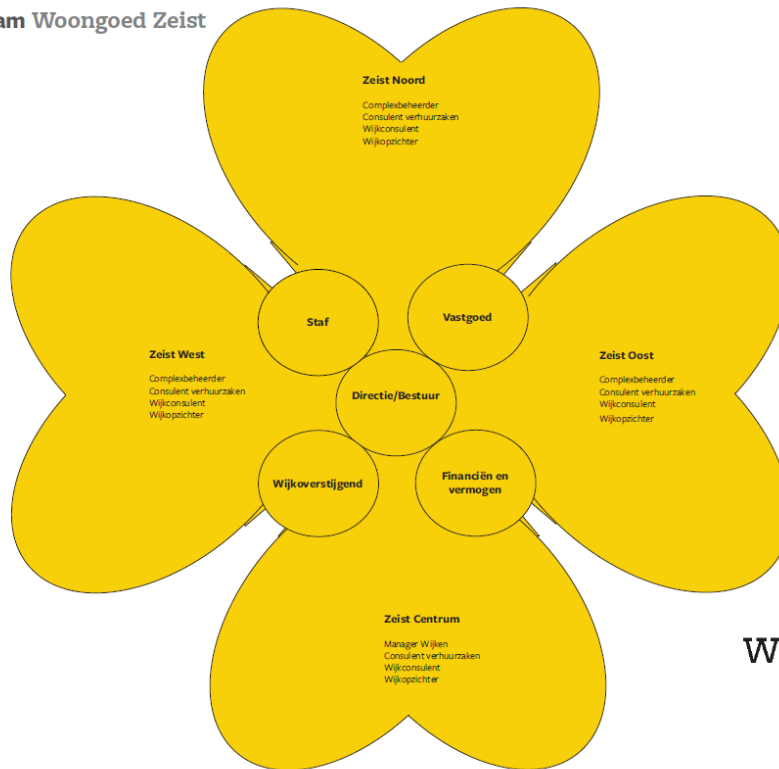 am Woongoed Zeist
Zeist Noord
Complexbeheerder
Consulent verhuurzaken
Wijkconsulent
Wijkopzichter
Staf
Vastgoed
Zeist West
Complexbeheerder
Consulent verhuurzaken
Wijkconsulent
Wijkopzichter
Directie/Bestuur
Zeist Oost
Complexbeheerder
Consulent verhuurzaken
Wijkconsulent
Wijkopzichter
Wijkoverstijgend
Financiën en
vermogen
Zeist Centrum
Manager Wijken
Consulent verhuurzaken
Wijkconsulent
Wijkopzichter
W